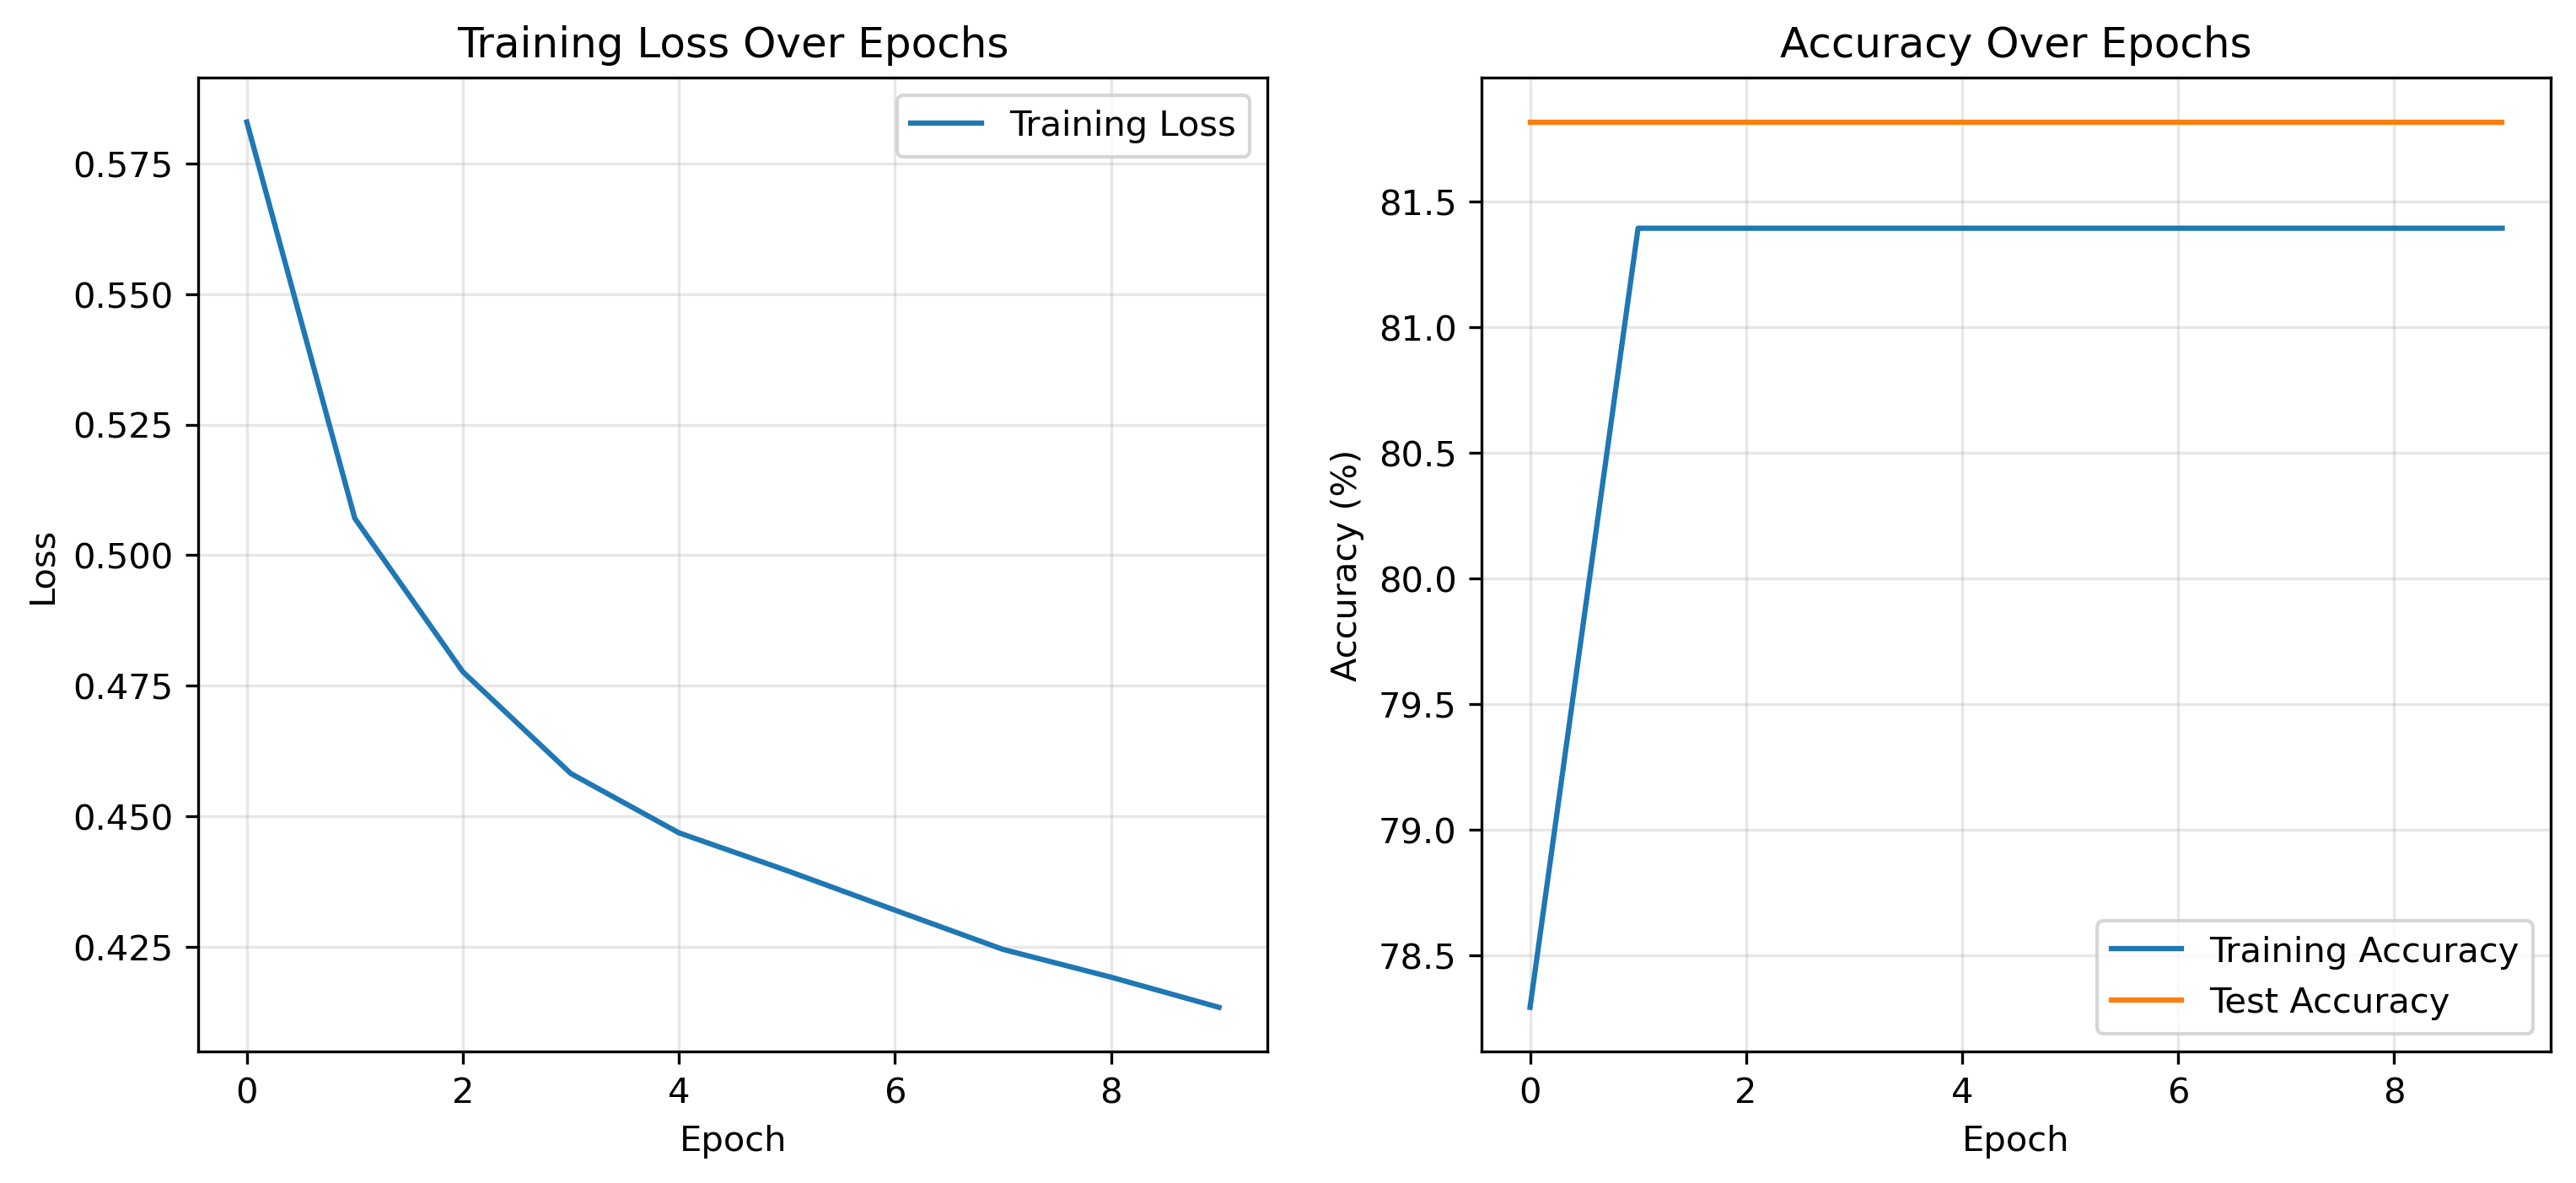 Training Loss Over Epochs
Training Loss
0.575
0.550
0.525
0.500
0.475
0.450
0.425
Loss
0 2 4 6 8
Epoch
Accuracy Over Epochs
81.5
81.0
80.5
80.0
79.5
79.0
78.5
Accuracy (%)
Training Accuracy
Test Accuracy
0 2 4 6 8
Epoch